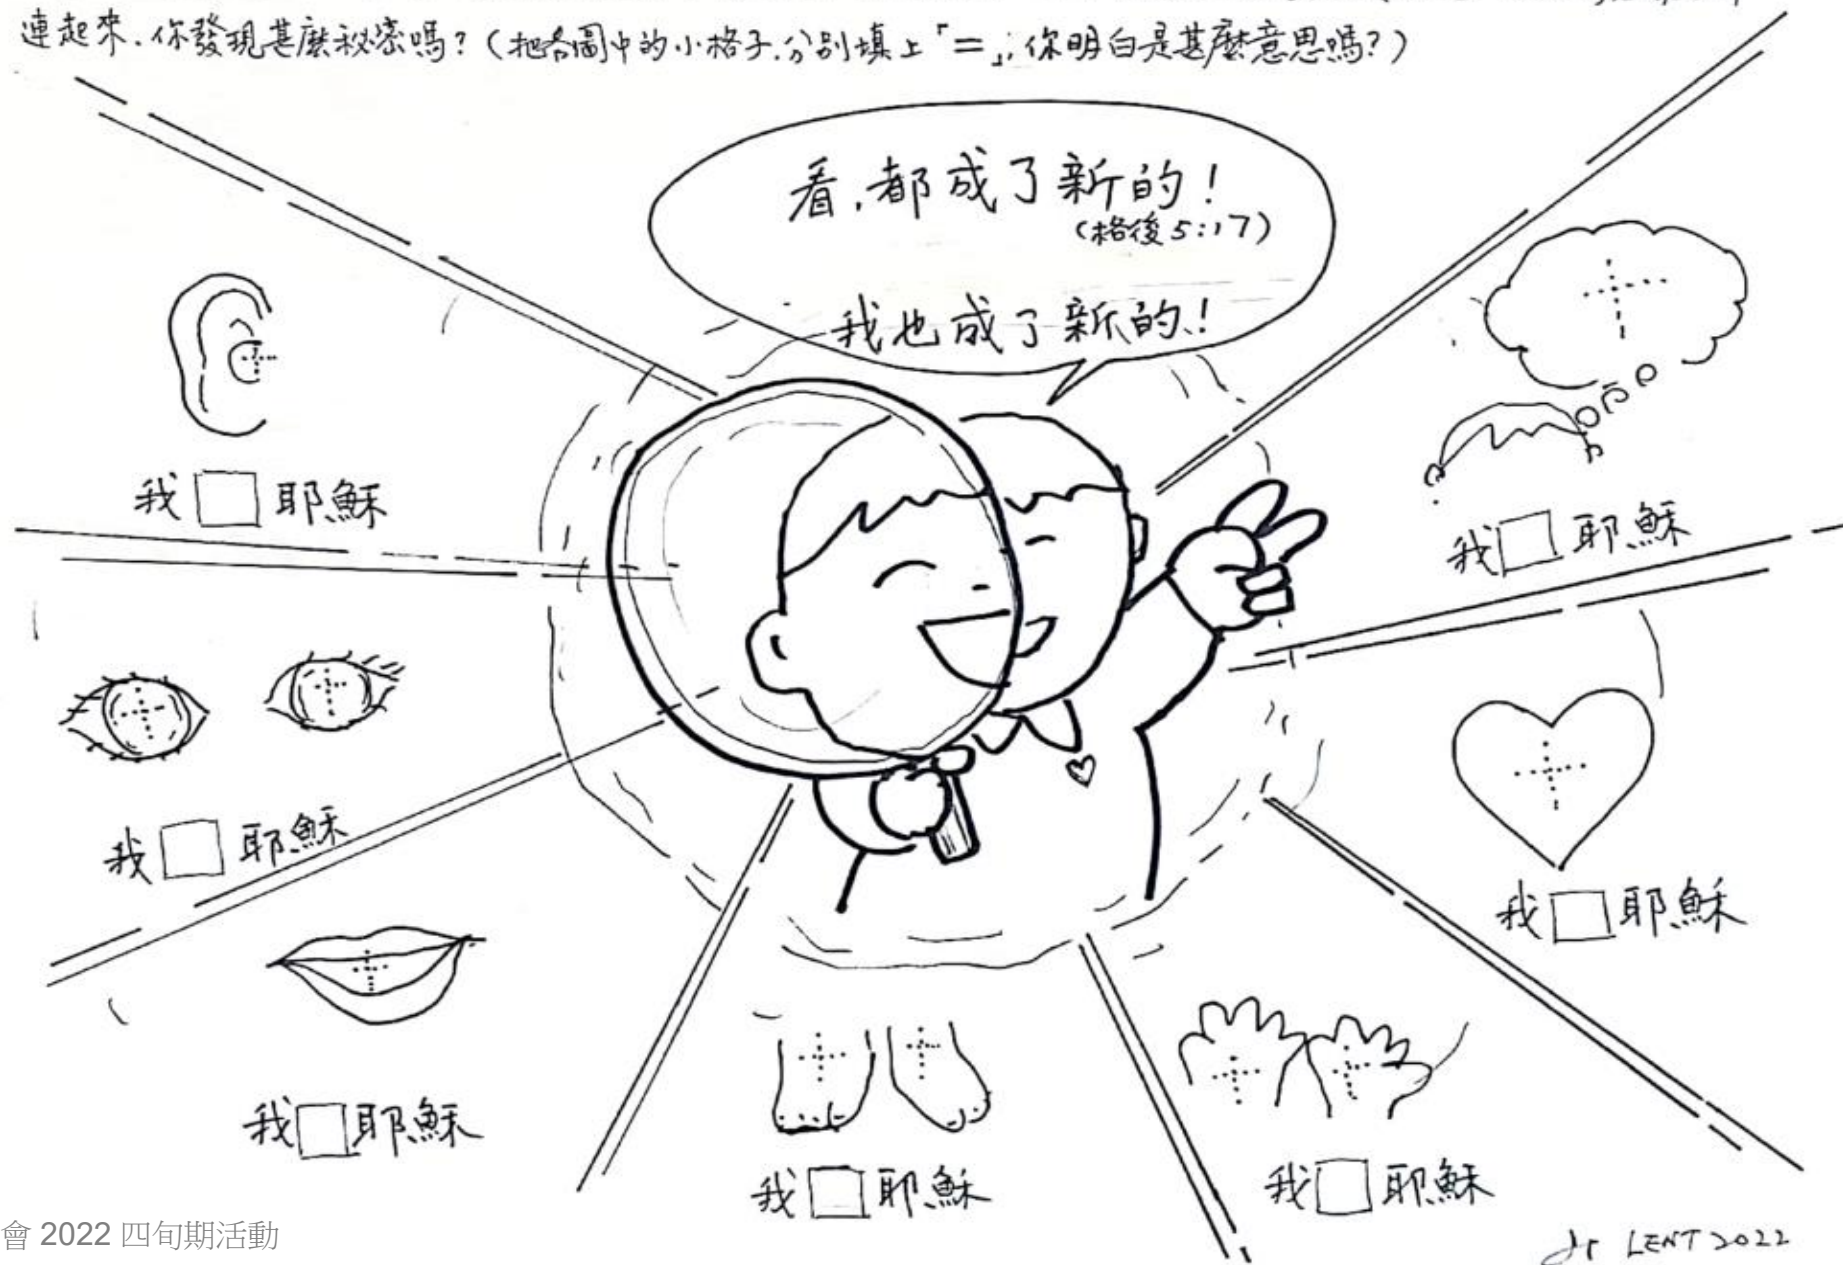 連起來.你發現甚麼秘密嗎?(把各圖中的小格子.分別填上「=」;你明白是甚麼意思嗎?)
看,都成了新的!
(格後5:17)
我也成了新的!
我□耶穌
我□耶穌
我□耶穌
我□耶穌
我□耶穌
我□耶穌
我□耶穌
會 2022 四旬期活動
LENT 2022